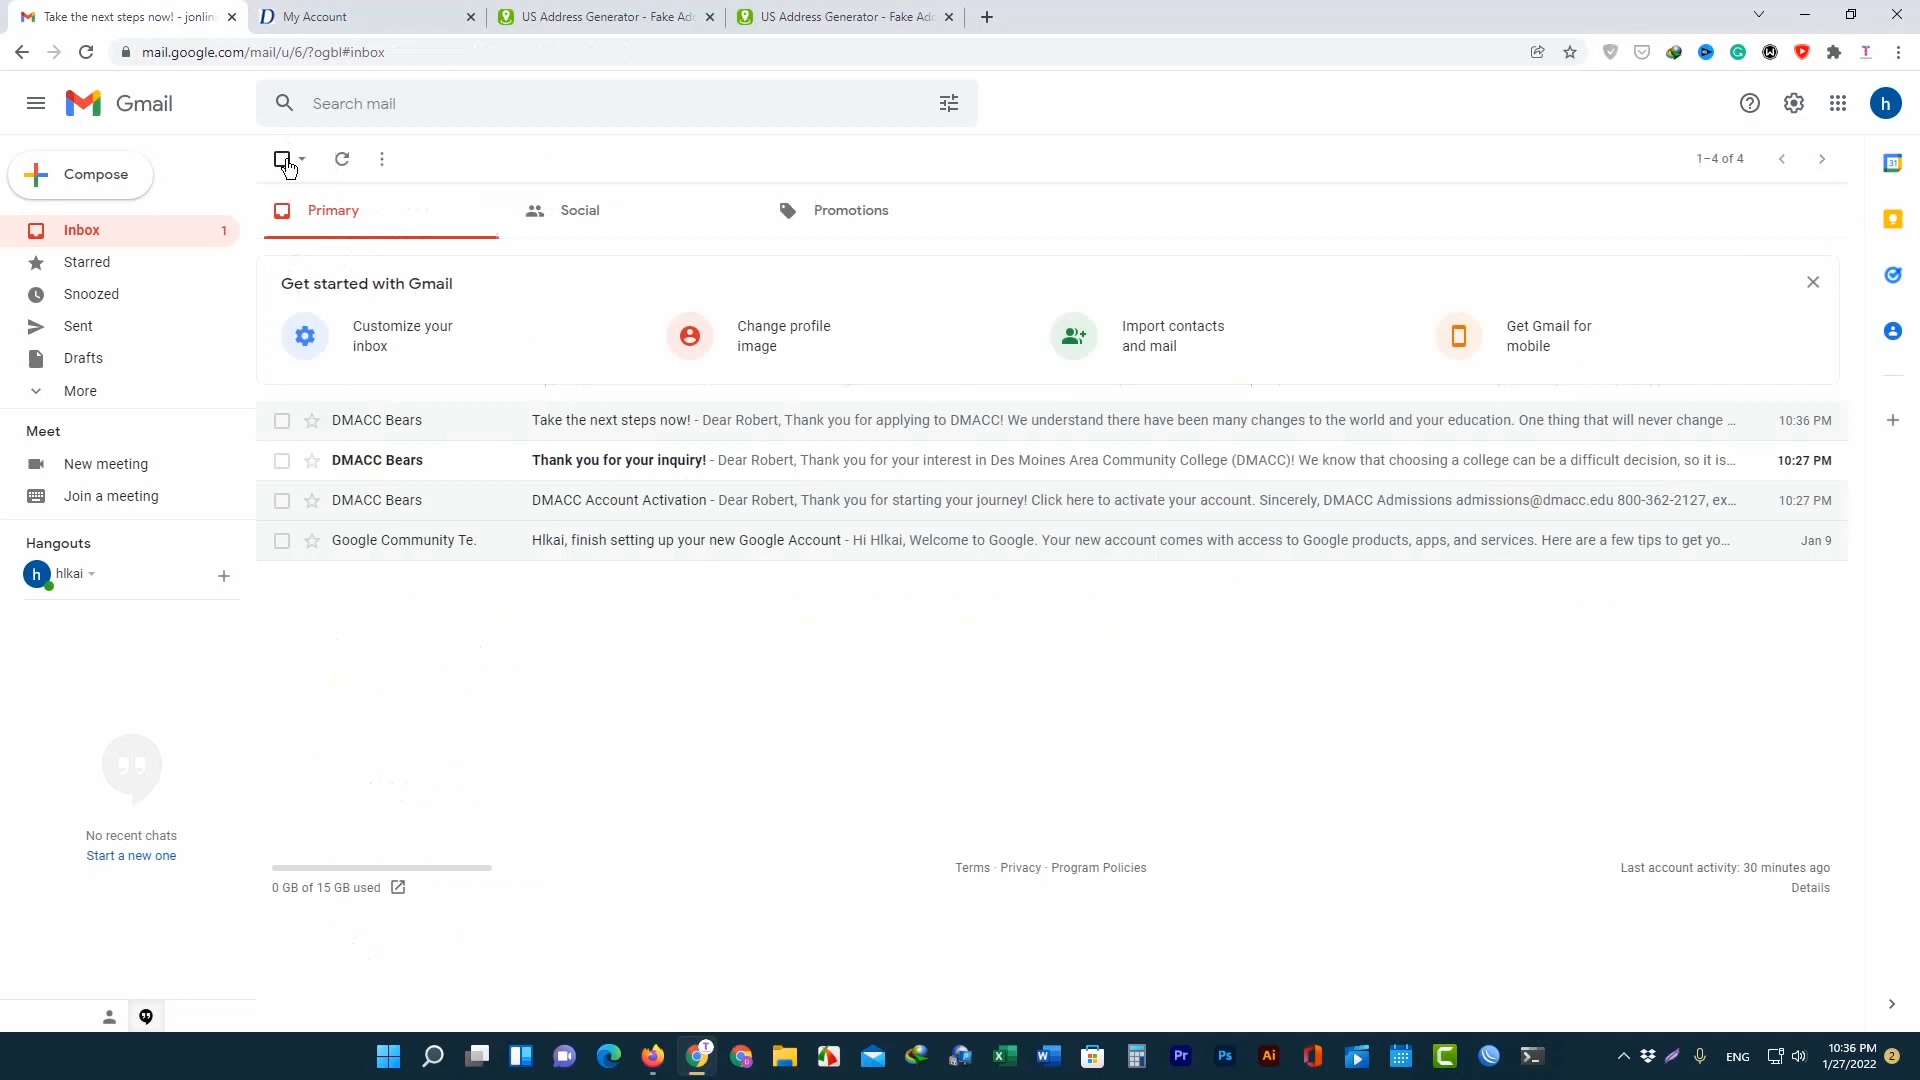 Take the next steps now! - jonlin
My Account
US Address Generator - Fake Add
US Address Generator - Fake Add
mail.google.com/mail/u/6/?ogbl#inbox
Gmail
Search mail
h
Compose
1–4 of 4
Primary
Social
Promotions
Inbox 1
Starred
Snoozed
Sent
Drafts
More
Get started with Gmail
Customize your
inbox
Change profile
image
Import contacts
and mail
Get Gmail for
mobile
DMACC Bears Take the next steps now! - Dear Robert, Thank you for applying to DMACC! We understand there have been many changes to the world and your education. One thing that will never change ... 10:36 PM
DMACC Bears Thank you for your inquiry! - Dear Robert, Thank you for your interest in Des Moines Area Community College (DMACC)! We know that choosing a college can be a difficult decision, so it is... 10:27 PM
DMACC Bears DMACC Account Activation - Dear Robert, Thank you for starting your journey! Click here to activate your account. Sincerely, DMACC Admissions admissions@dmacc.edu 800-362-2127, ex... 10:27 PM
Google Community Te. Hlkai, finish setting up your new Google Account - Hi Hlkai, Welcome to Google. Your new account comes with access to Google products, apps, and services. Here are a few tips to get yo... Jan 9
Meet
New meeting
Join a meeting
Hangouts
h hlkai
No recent chats
Start a new one
0 GB of 15 GB used
Terms · Privacy · Program Policies
Last account activity: 30 minutes ago
Details
ENG
10:36 PM
1/27/2022
2